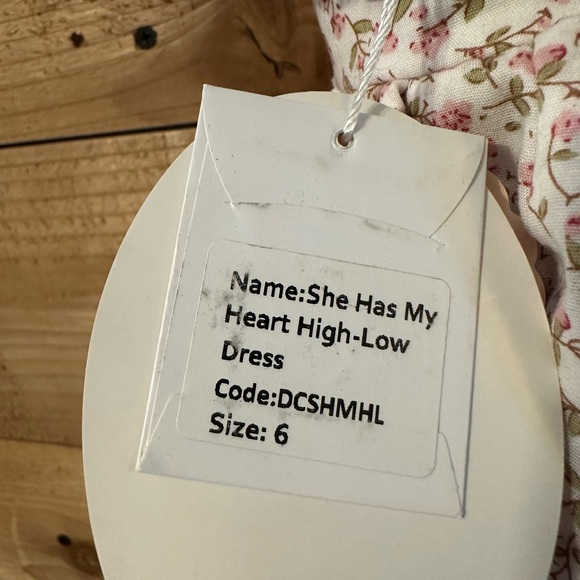 Name:She Has My
Heart High-Low
Dress
Code:DCSHMHL
Size: 6